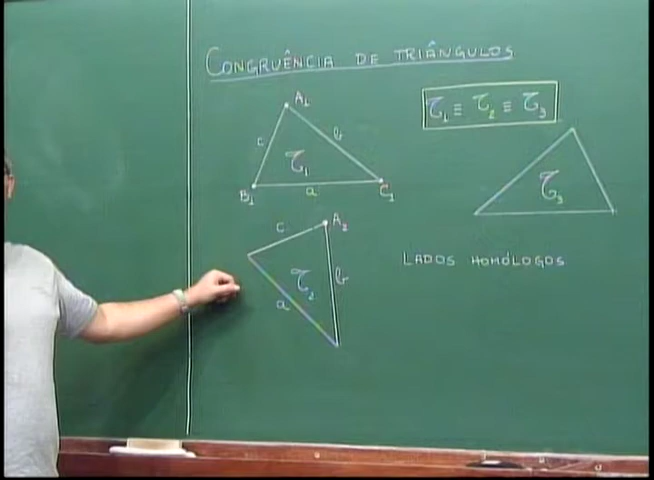 CONGRUÊNCIA DE TRIÂNGULOS
A₁
τ₁ ≡ τ₂ ≡ τ₃
c
b
τ₁
B₁
a
C₁
τ₃
A₂
c
τ₂
b
a
LADOS HOMÓLOGOS